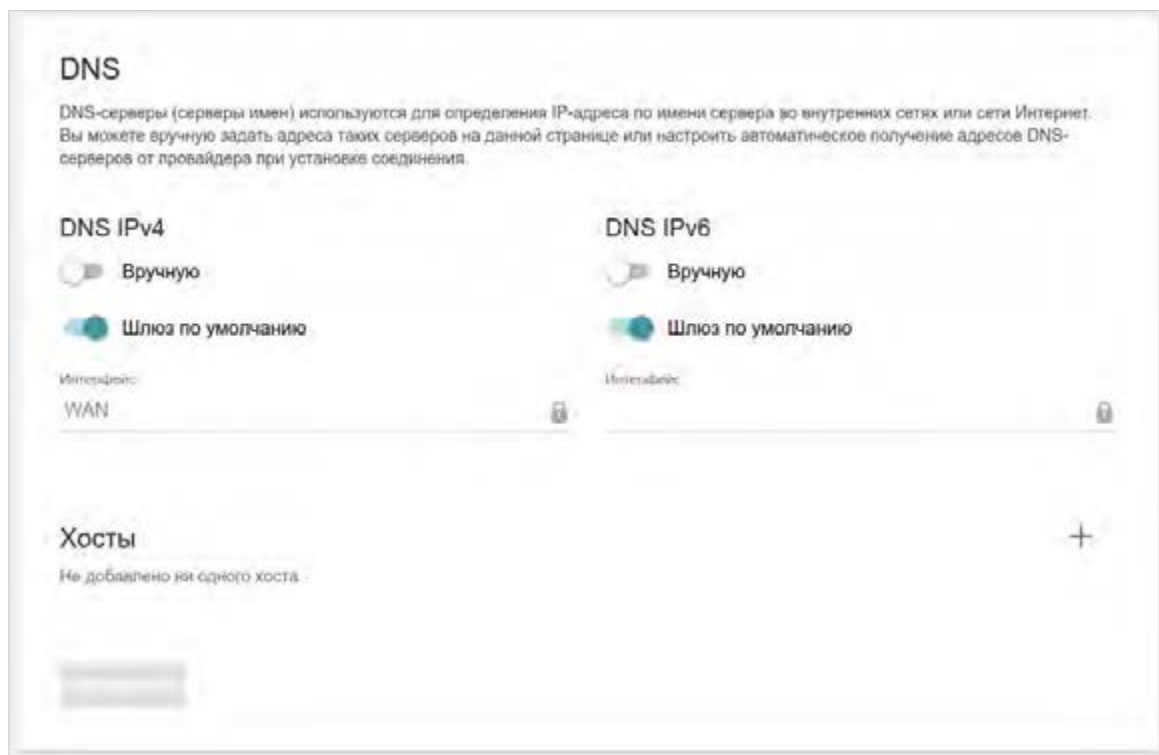 DNS
DNS-серверы (серверы имен) используются для определения IP-адреса по имени сервера во внутренних сетях или сети Интернет.
Вы можете вручную задать адреса таких серверов на данной странице или настроить автоматическое получение адресов DNS-
серверов от провайдера при установке соединения.
DNS IPv4
Вручную
Шлюз по умолчанию
Интерфейс
WAN
DNS IPv6
Вручную
Шлюз по умолчанию
Интерфейс
Хосты
Не добавлено ни одного хоста